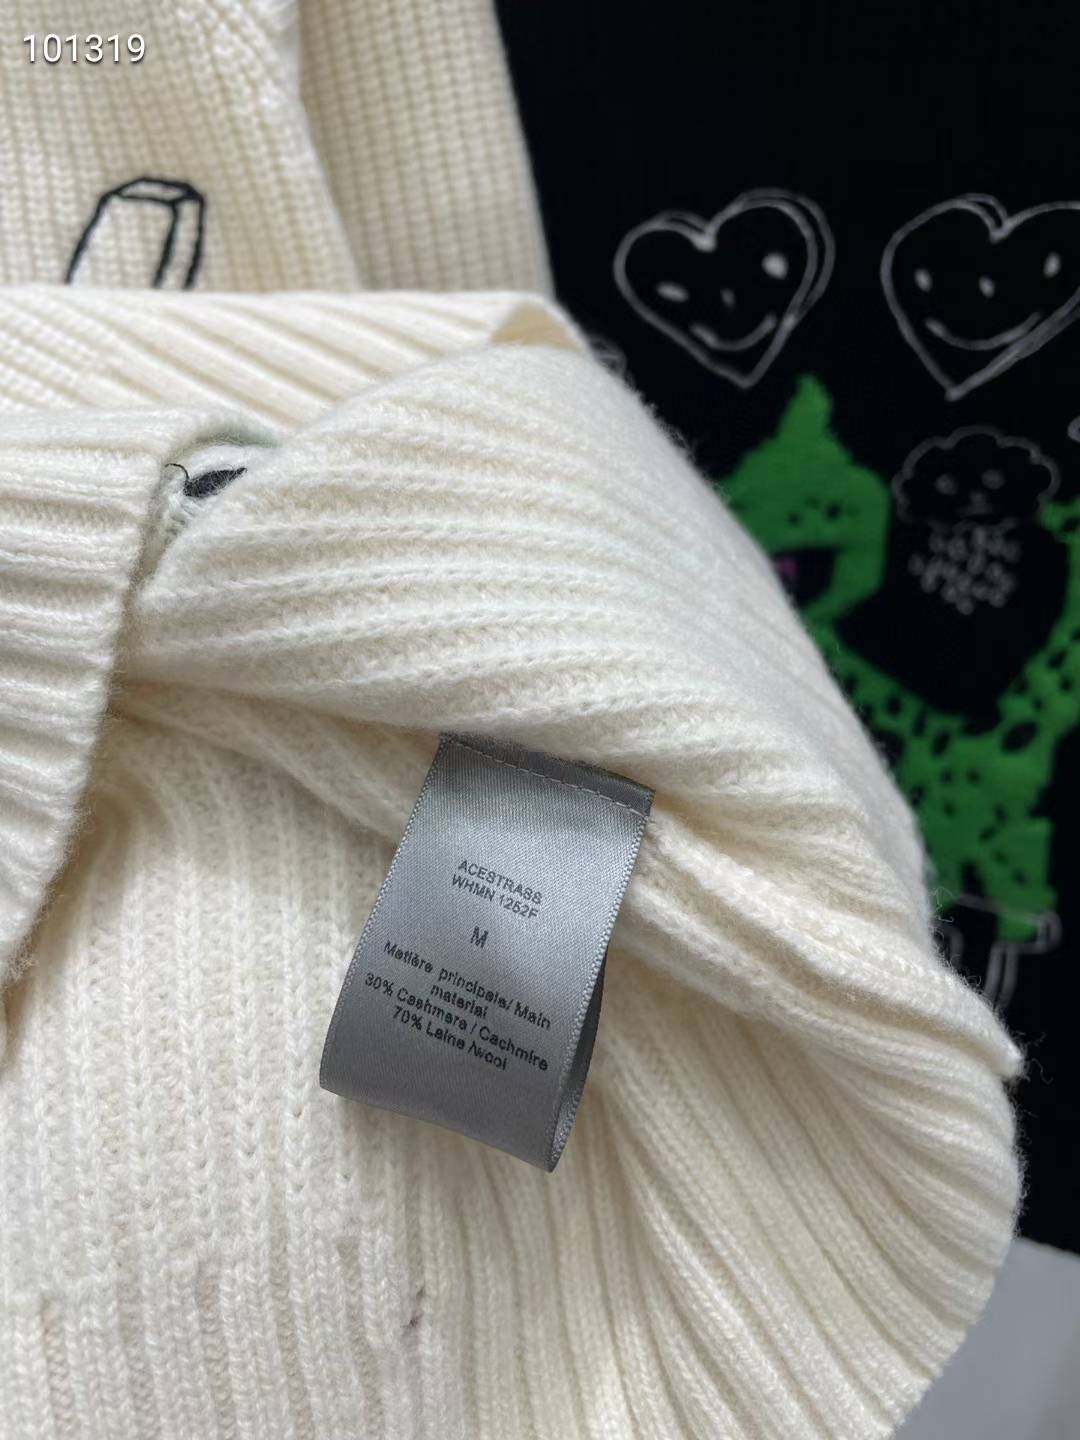 101319
ACESTRASS
WHMN 1252F
M
Matière principale/ Main
material
30% Cashmere / Cachmire
70% Laine /wool